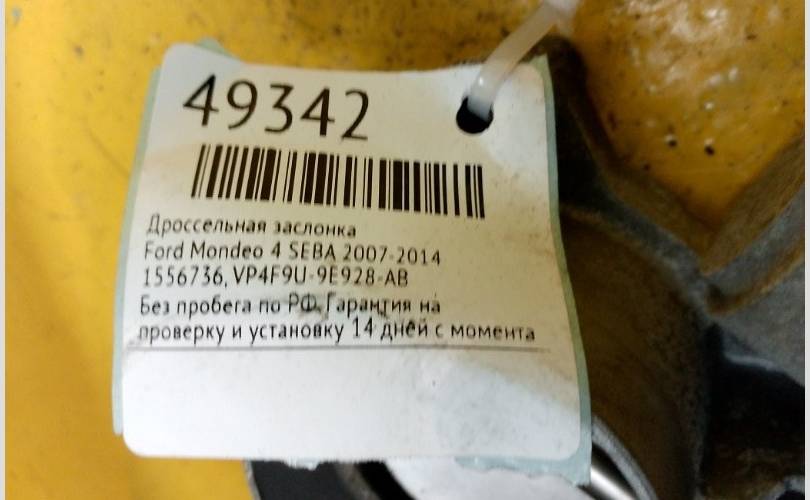 49342
Дроссельная заслонка
Ford Mondeo 4 SEBA 2007-2014
1556736, VP4F9U-9E928-AB
Без пробега по РФ. Гарантия на
проверку и установку 14 дней с момента